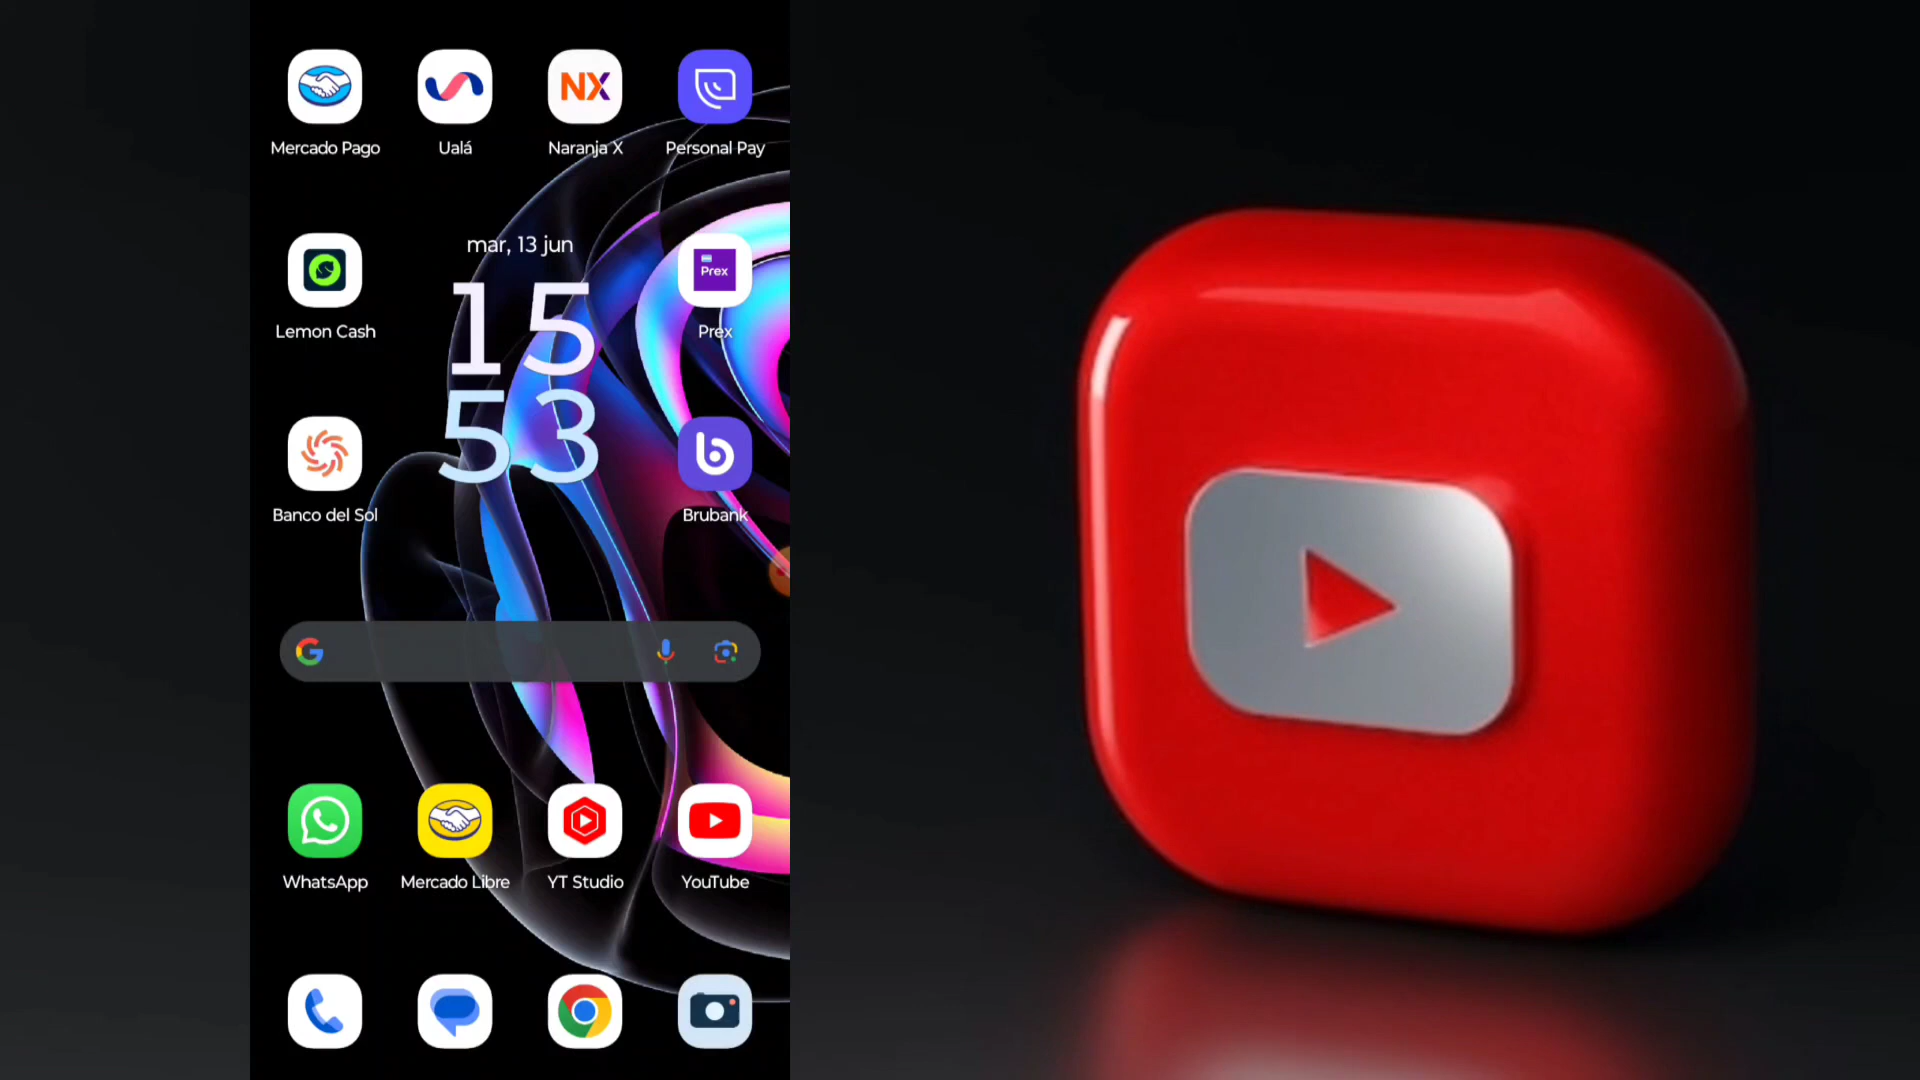 Mercado Pago
Ualá
NX
Naranja X
Personal Pay
mar, 13 jun
15
53
Lemon Cash
Prex
Prex
Banco del Sol
b
Brubank
G
WhatsApp
Mercado Libre
YT Studio
YouTube